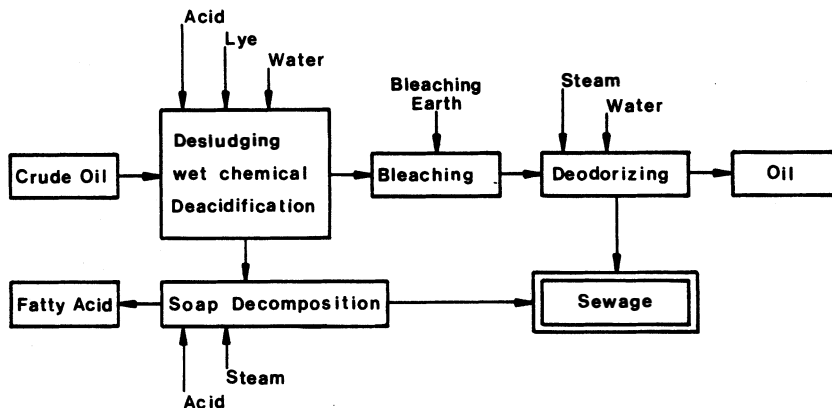 Acid
Lye
Water
Bleaching
Earth
Steam
Water
Crude Oil
Desludging
wet chemical
Deacidification
Bleaching
Deodorizing
Oil
Fatty Acid
Soap Decomposition
Sewage
Steam
Acid